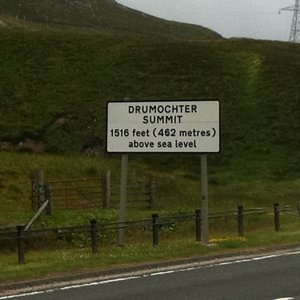 DRUMOCHTER
SUMMIT
1516 feet (462 metres)
above sea level